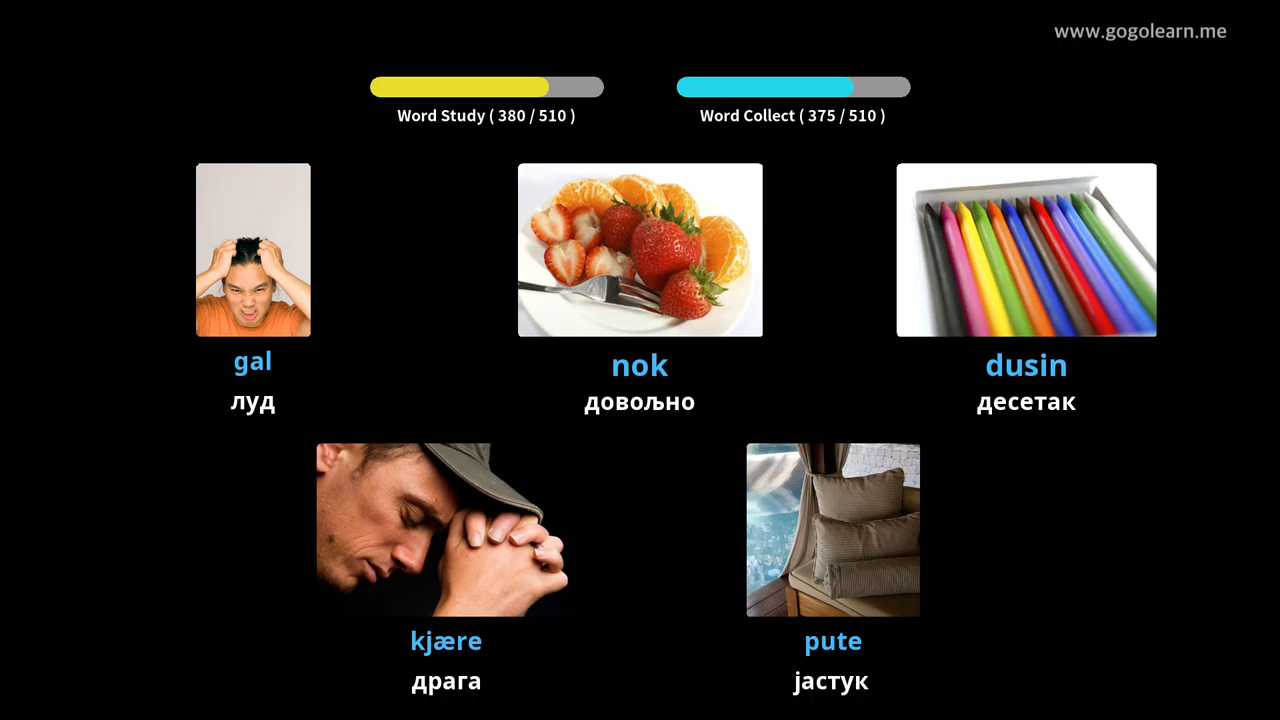 www.gogolearn.me
Word Study ( 380 / 510 )
Word Collect ( 375 / 510 )
gal
nok
dusin
луд
довољно
десетак
kjære
pute
драга
јастук